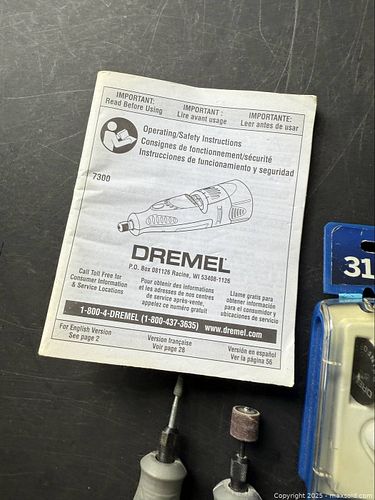 IMPORTANT:
Read Before Using
IMPORTANT :
Lire avant usage
IMPORTANTE:
Leer antes de usar
Operating/Safety Instructions
Consignes de fonctionnement/sécurité
Instrucciones de funcionamiento y seguridad
7300
DREMEL
P.O. Box 081126 Racine, WI 53408-1126
Call Toll Free for
Consumer Information
& Service Locations
Pour obtenir des informations
et les adresses de nos centres
de service après-vente,
appelez ce numéro gratuit
Llame gratis para
obtener información
para el consumidor y
ubicaciones de servicio
1-800-4-DREMEL (1-800-437-3635) www.dremel.com
For English Version
See page 2
Version française
Voir page 28
Versión en español
Ver la página 56
31
Copyright 2025 - maxsold.com